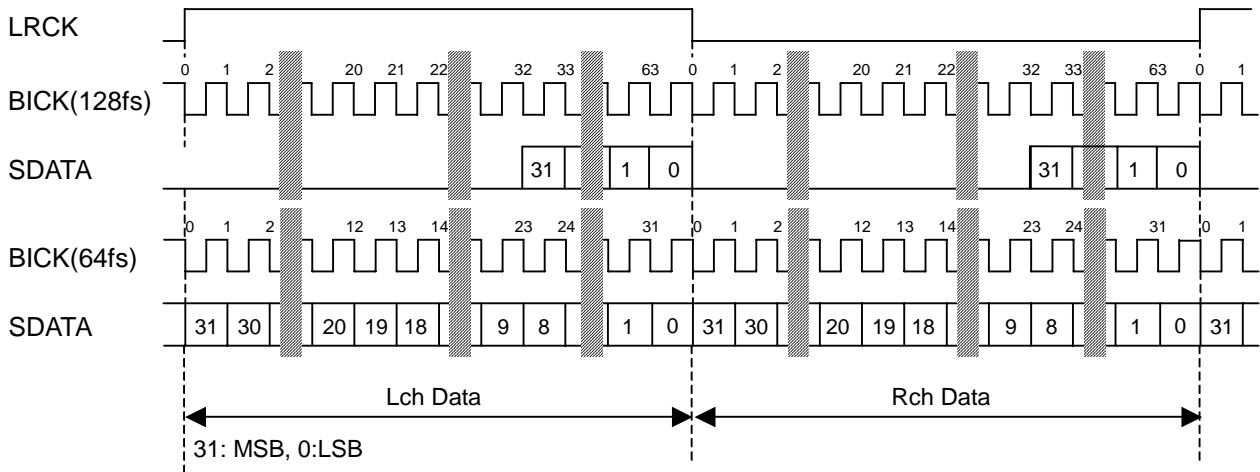 LRCK
0 1 2 20 21 22 32 33 63 0 1 2 20 21 22 32 33 63 0 1
BICK(128fs)
SDATA 31 1 0 31 1 0
0 1 2 12 13 14 23 24 31 0 1 2 12 13 14 23 24 31 0 1
BICK(64fs)
SDATA 31 30 20 19 18 9 8 1 0 31 30 20 19 18 9 8 1 0 31
Lch Data Rch Data
31: MSB, 0:LSB